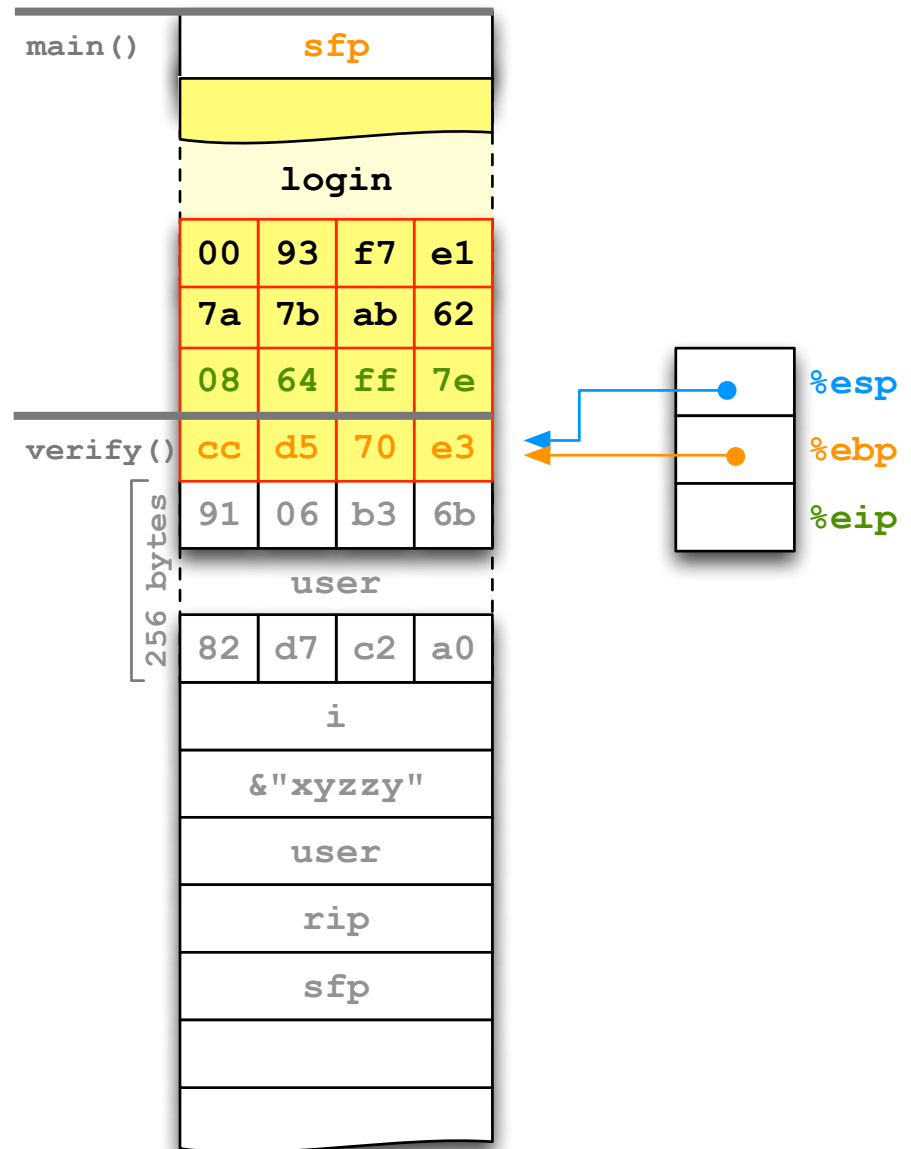 main() sfp
login
00 93 f7 e1
7a 7b ab 62
08 64 ff 7e %esp
verify() cc d5 70 e3 %ebp
91 06 b3 6b %eip
256 bytes
user
82 d7 c2 a0
i
&"xyzzy"
user
rip
sfp